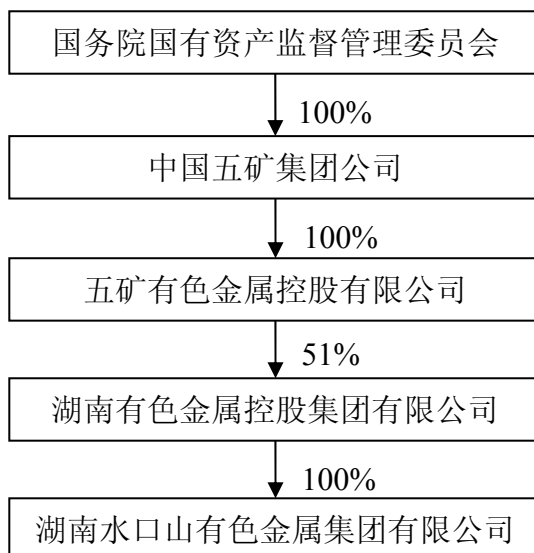 国务院国有资产监督管理委员会
100%
中国五矿集团公司
100%
五矿有色金属控股有限公司
51%
湖南有色金属控股集团有限公司
100%
湖南水口山有色金属集团有限公司